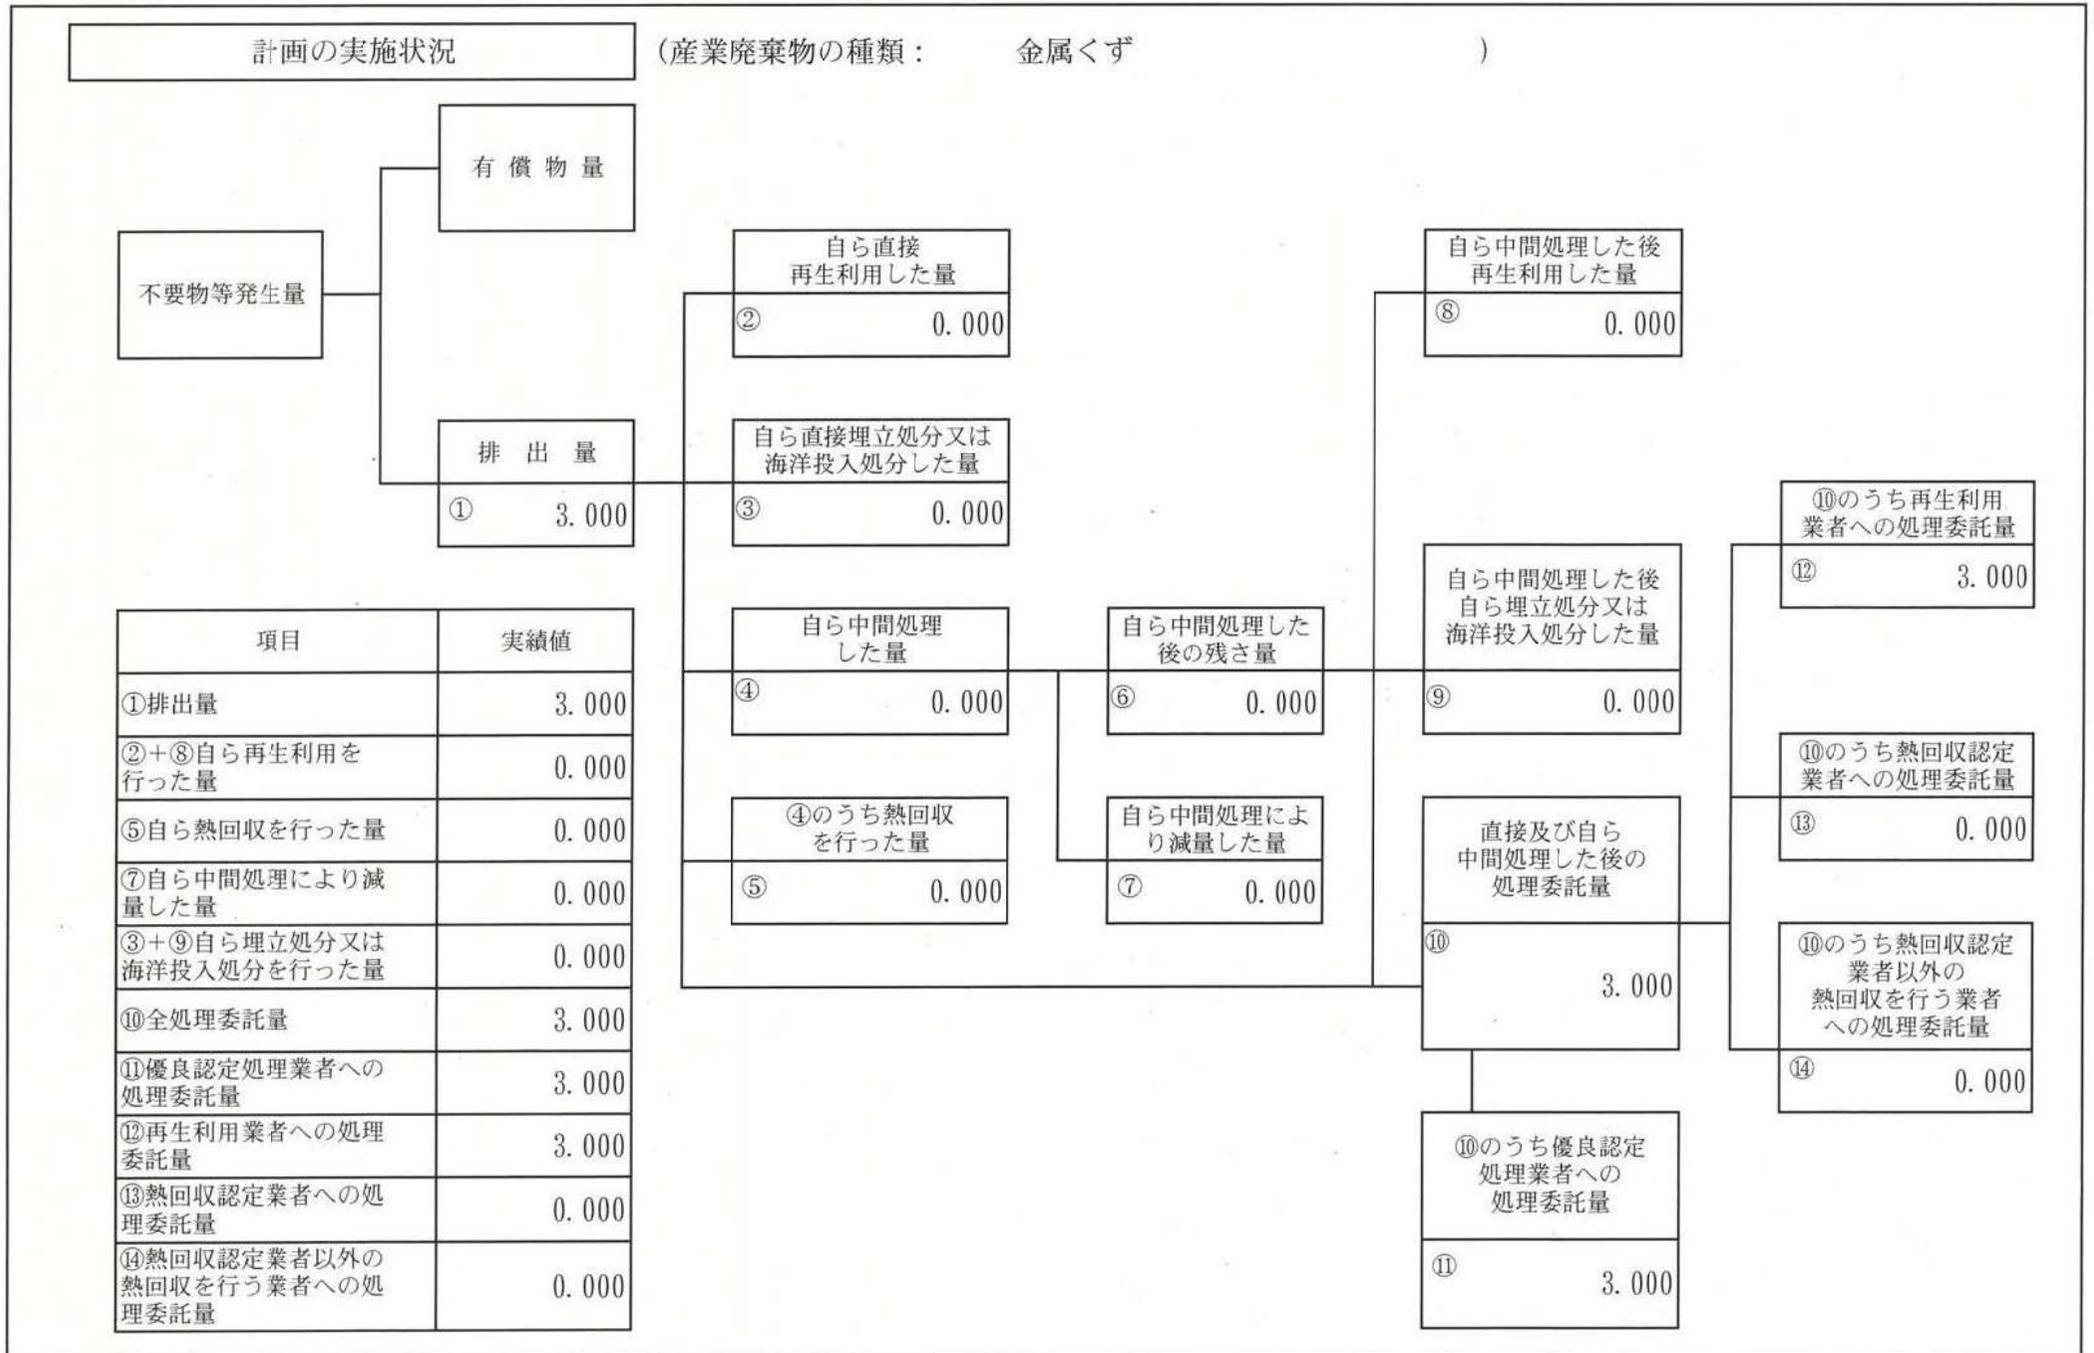 計画の実施状況 (産業廃棄物の種類： 金属くず )
有償物量
不要物等発生量
排出量
① 3.000
自ら直接
再生利用した量
② 0.000
自ら直接埋立処分又は
海洋投入処分した量
③ 0.000
自ら中間処理
した量
④ 0.000
④のうち熱回収
を行った量
⑤ 0.000
自ら中間処理した
後の残さ量
⑥ 0.000
自ら中間処理によ
り減量した量
⑦ 0.000
自ら中間処理した後
再生利用した量
⑧ 0.000
自ら中間処理した後
自ら埋立処分又は
海洋投入処分した量
⑨ 0.000
直接及び自ら
中間処理した後の
処理委託量
⑩ 3.000
⑩のうち優良認定
処理業者への
処理委託量
⑪ 3.000
⑩のうち再生利用
業者への処理委託量
⑫ 3.000
⑩のうち熱回収認定
業者への処理委託量
⑬ 0.000
⑩のうち熱回収認定
業者以外の
熱回収を行う業者
への処理委託量
⑭ 0.000
項目 実績値
①排出量 3.000
②＋⑧自ら再生利用を
行った量 0.000
⑤自ら熱回収を行った量 0.000
⑦自ら中間処理により減
量した量 0.000
③＋⑨自ら埋立処分又は
海洋投入処分を行った量 0.000
⑩全処理委託量 3.000
⑪優良認定処理業者への
処理委託量 3.000
⑫再生利用業者への処理
委託量 3.000
⑬熱回収認定業者への処
理委託量 0.000
⑭熱回収認定業者以外の
熱回収を行う業者への処
理委託量 0.000